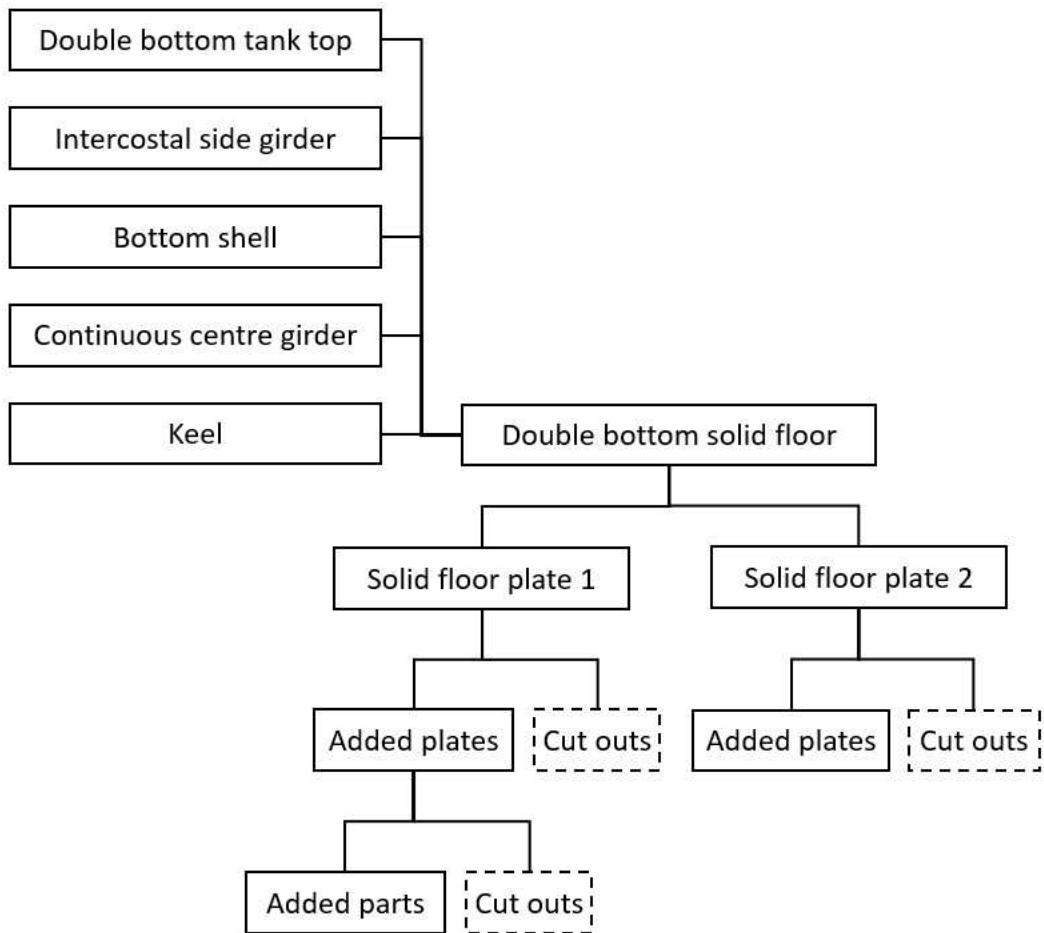 Double bottom tank top
Intercostal side girder
Bottom shell
Continuous centre girder
Keel
Double bottom solid floor
Solid floor plate 1
Solid floor plate 2
Added plates
Cut outs
Added plates
Cut outs
Added parts
Cut outs